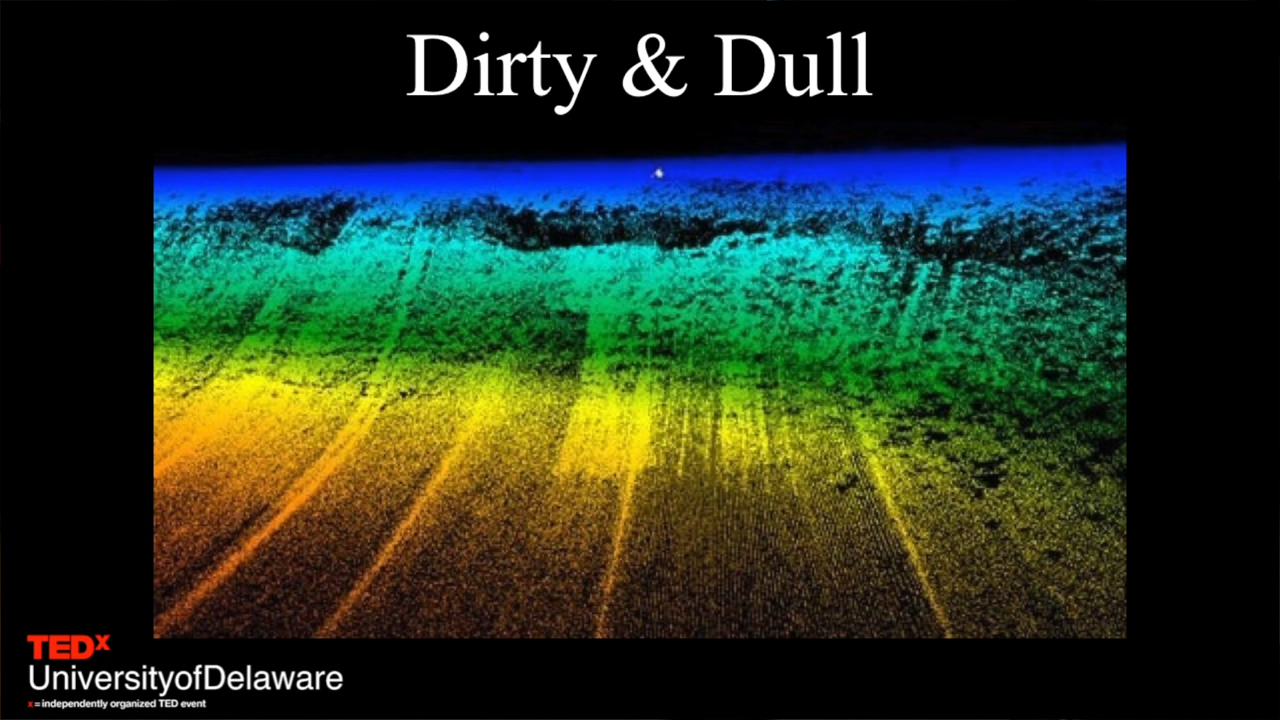 Dirty & Dull
TEDx
UniversityofDelaware
x = independently organized TED event